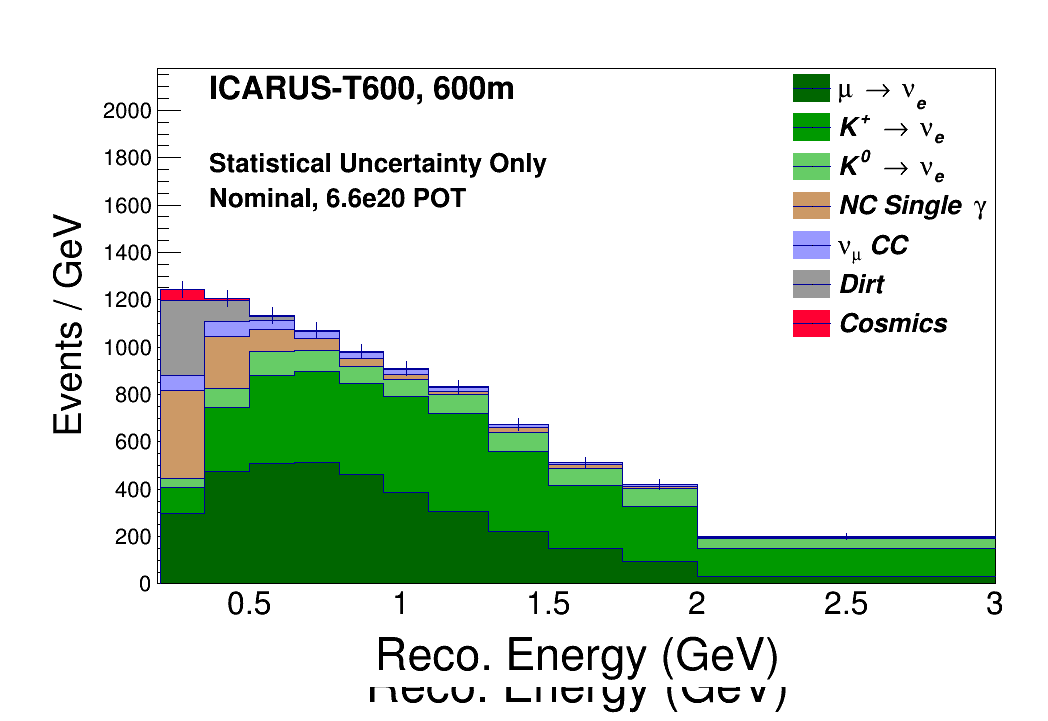 ICARUS-T600, 600m
Statistical Uncertainty Only
Nominal, 6.6e20 POT
μ → νe
K+ → νe
K0 → νe
NC Single γ
νμ CC
Dirt
Cosmics
Events / GeV
2000
1800
1600
1400
1200
1000
800
600
400
200
0
0.5 1 1.5 2 2.5 3
Reco. Energy (GeV)
Reco. Energy (GeV)